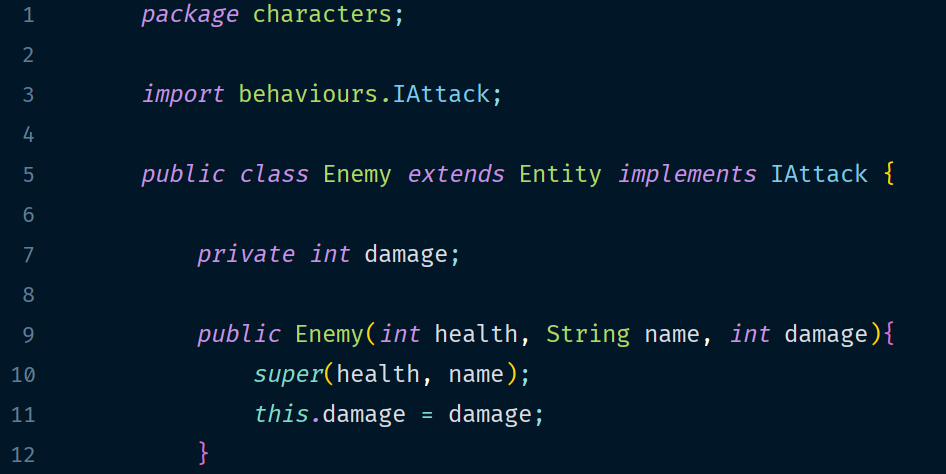 1 package characters;
2
3 import behaviours.IAttack;
4
5 public class Enemy extends Entity implements IAttack {
6
7 private int damage;
8
9 public Enemy(int health, String name, int damage){
10 super(health, name);
11 this.damage = damage;
12 }